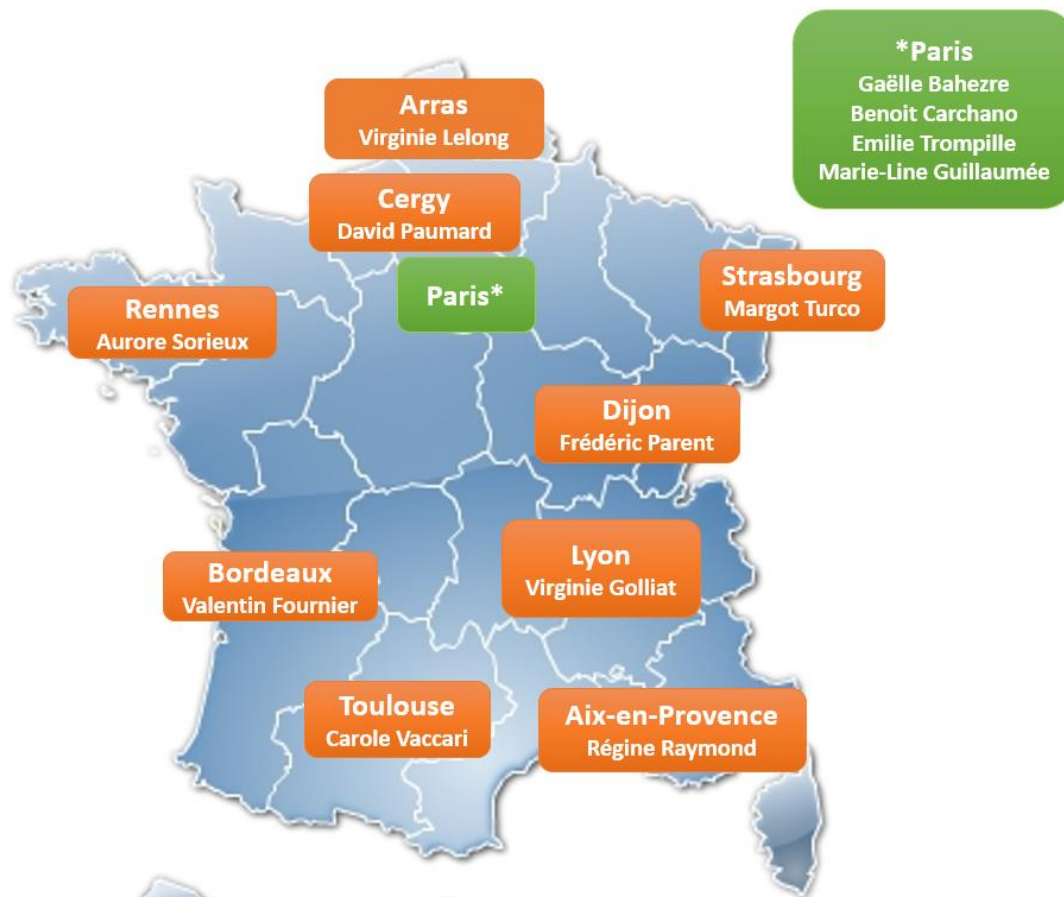 *Paris
Gaëlle Bahezre
Benoit Carchano
Emilie Trompille
Marie-Line Guillaumée
Arras
Virginie Lelong
Cergy
David Paumard
Paris*
Strasbourg
Margot Turco
Rennes
Aurore Sorieux
Dijon
Frédéric Parent
Lyon
Virginie Golliat
Bordeaux
Valentin Fournier
Toulouse
Carole Vaccari
Aix-en-Provence
Régine Raymond